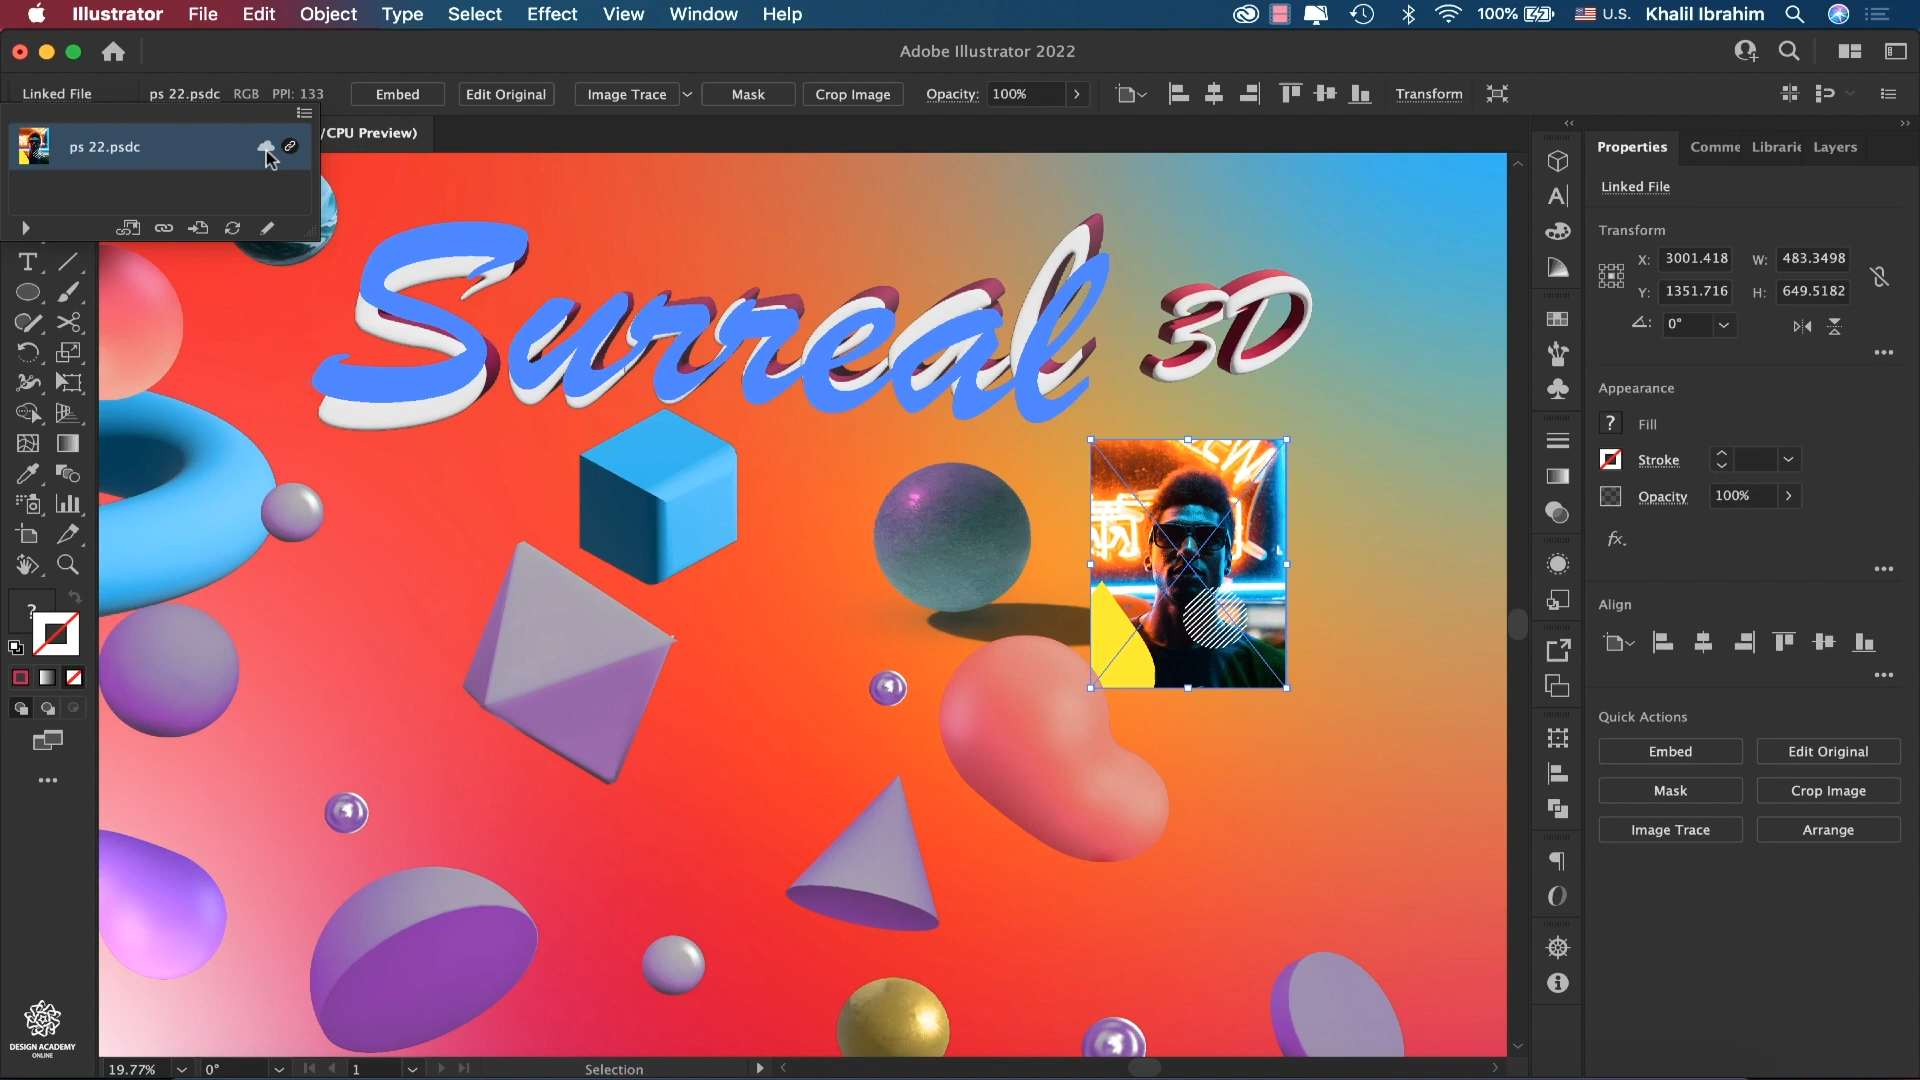 Illustrator File Edit Object Type Select Effect View Window Help 100% U.S. Khalil Ibrahim
Adobe Illustrator 2022
Linked File ps 22.psdc RGB PPI: 133 Embed Edit Original Image Trace Mask Crop Image Opacity: 100% Transform
/CPU Preview)
ps 22.psdc
Properties Comme Librarie Layers
Linked File
Transform
X: 3001.418 W: 483.3498
Y: 1351.716 H: 649.5182
0°
Surreal 3D
Appearance
? Fill
Stroke
Opacity 100%
fx.
Align
Quick Actions
Embed Edit Original
Mask Crop Image
Image Trace Arrange
?
DESIGN ACADEMY
ONLINE
19.77% 0° 1 Selection